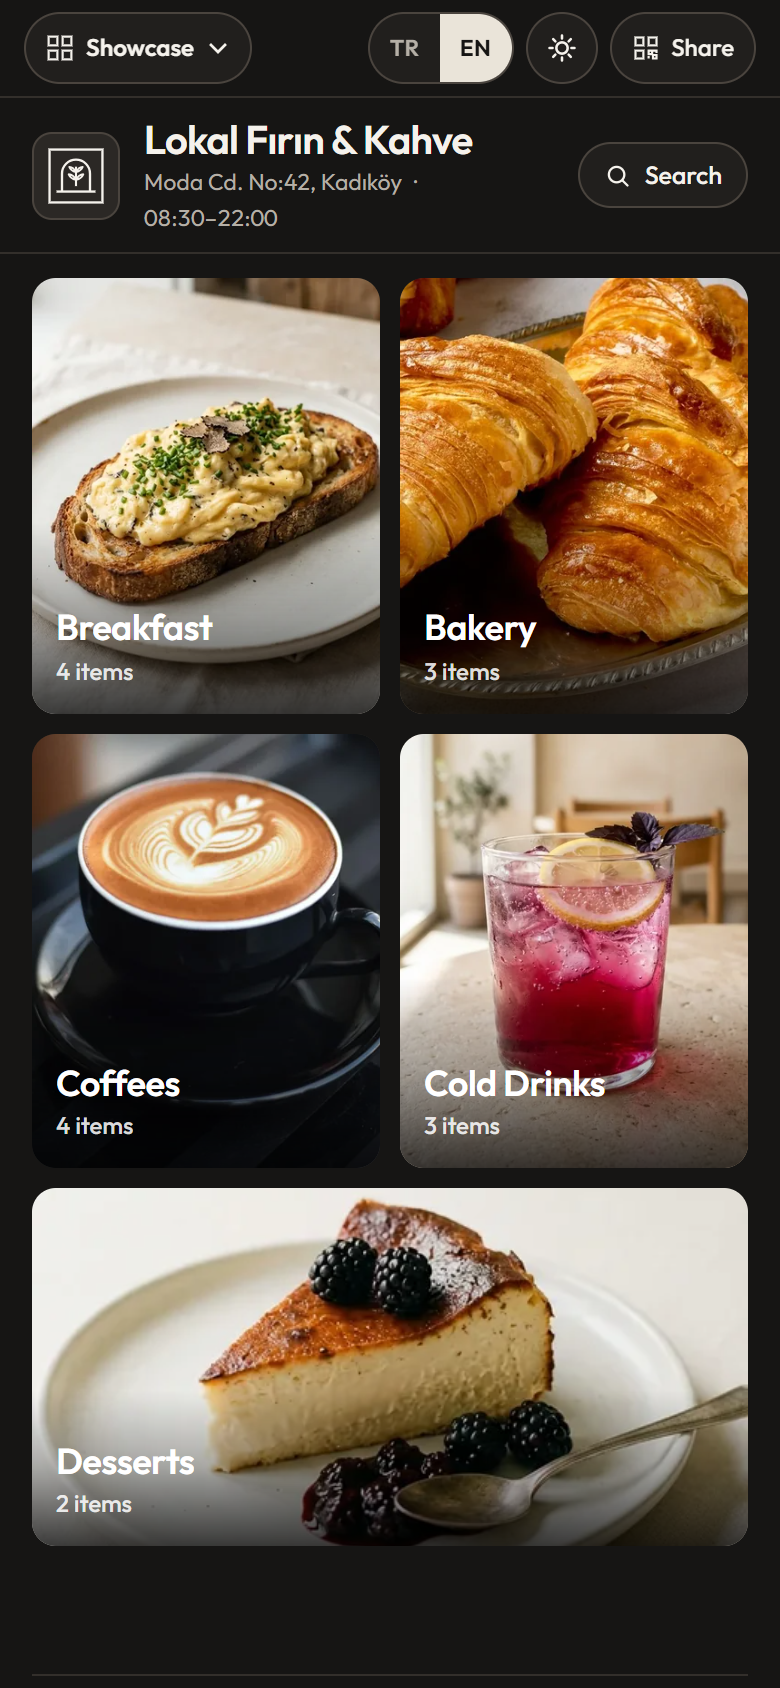 Showcase
TR
EN
Share
Lokal Fırın & Kahve
Moda Cd. No:42, Kadıköy ·
08:30–22:00
Search
Breakfast
4 items
Bakery
3 items
Coffees
4 items
Cold Drinks
3 items
Desserts
2 items